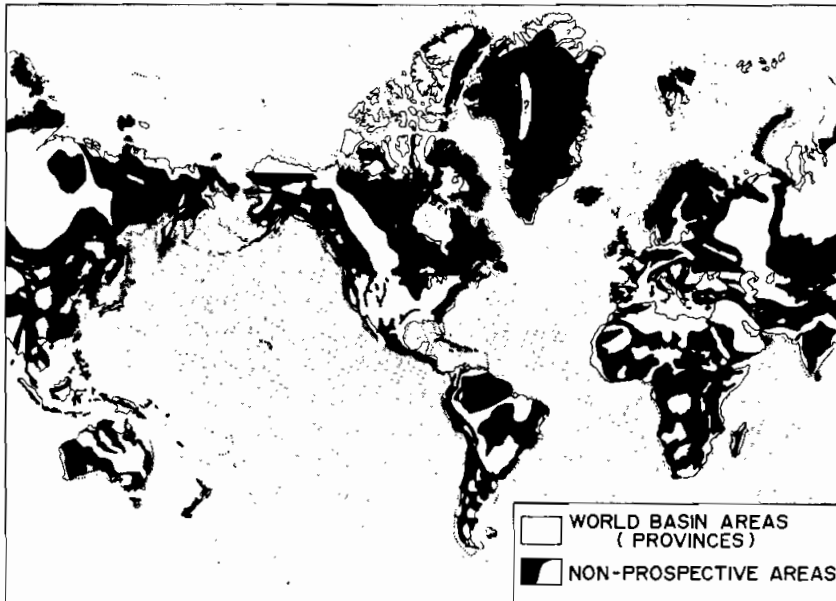 ?
WORLD BASIN AREAS
( PROVINCES )
NON-PROSPECTIVE AREAS